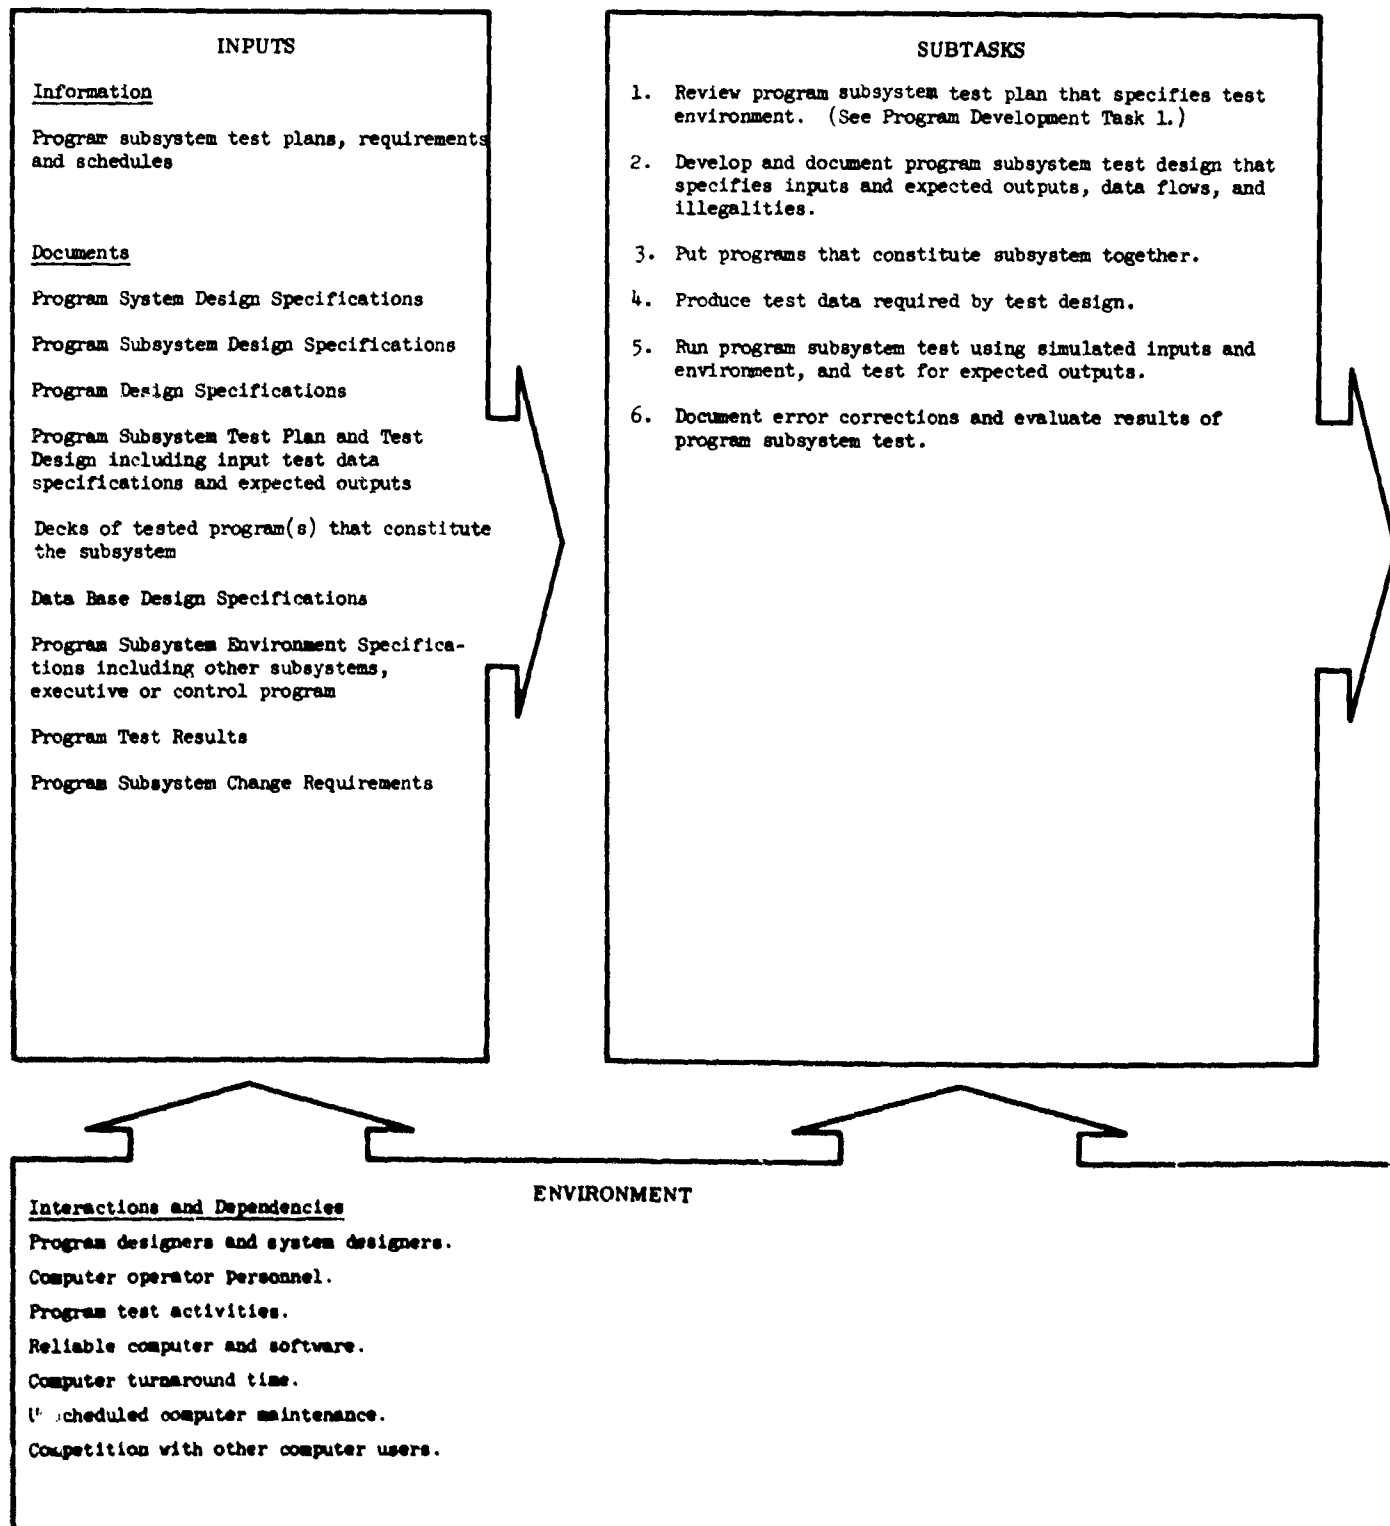 INPUTS
Information
Program subsystem test plans, requirements
and schedules
Documents
Program System Design Specifications
Program Subsystem Design Specifications
Program Design Specifications
Program Subsystem Test Plan and Test
Design including input test data
specifications and expected outputs
Decks of tested program(s) that constitute
the subsystem
Data Base Design Specifications
Program Subsystem Environment Specifica-
tions including other subsystems,
executive or control program
Program Test Results
Program Subsystem Change Requirements
SUBTASKS
1. Review program subsystem test plan that specifies test
environment. (See Program Development Task 1.)
2. Develop and document program subsystem test design that
specifies inputs and expected outputs, data flows, and
illegalities.
3. Put programs that constitute subsystem together.
4. Produce test data required by test design.
5. Run program subsystem test using simulated inputs and
environment, and test for expected outputs.
6. Document error corrections and evaluate results of
program subsystem test.
ENVIRONMENT
Interactions and Dependencies
Program designers and system designers.
Computer operator Personnel.
Program test activities.
Reliable computer and software.
Computer turnaround time.
computer maintenance.
Competition with other computer users.